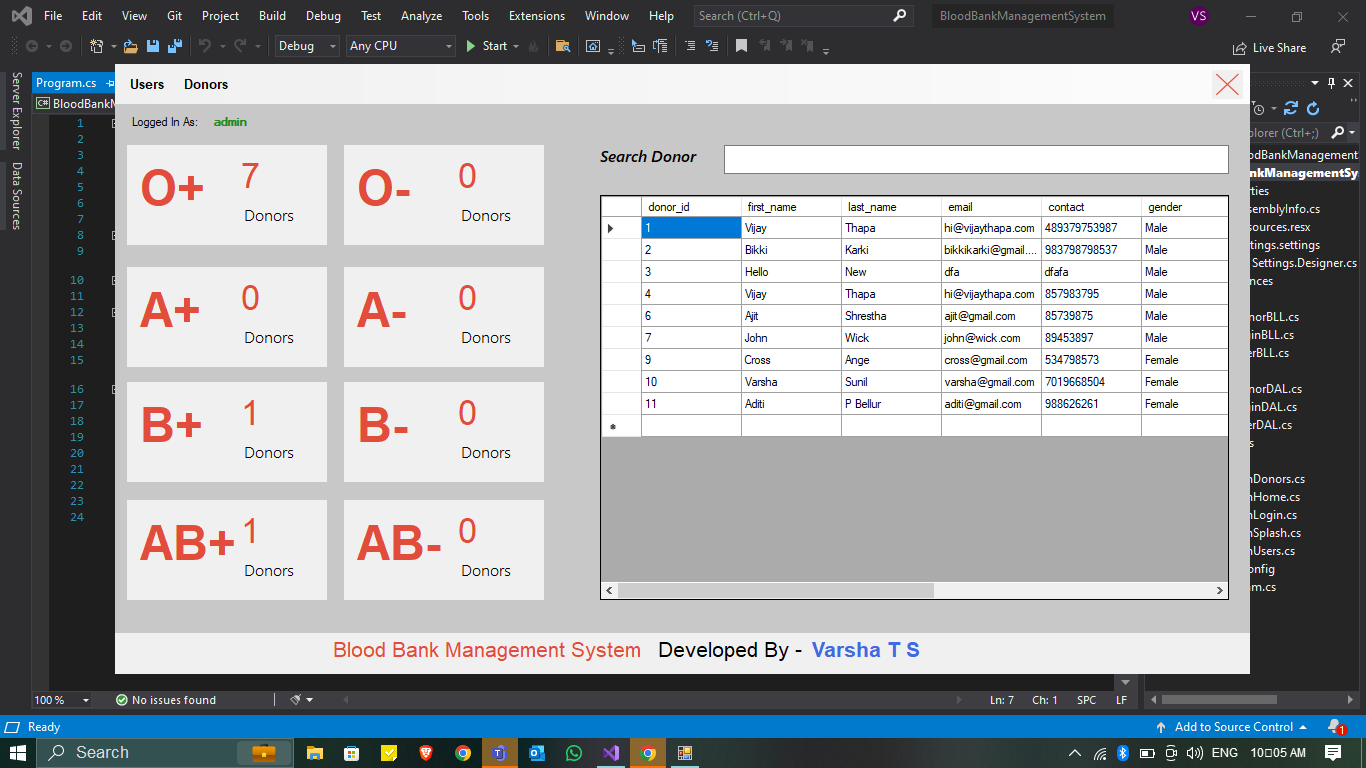 File Edit View Git Project Build Debug Test Analyze Tools Extensions Window Help Search (Ctrl+Q) BloodBankManagementSystem VS
Debug Any CPU Start Live Share
Program.cs
Server Explorer
Data Sources
BloodBankM
Users Donors
Logged In As: admin
O+ 7 Donors
O- 0 Donors
A+ 0 Donors
A- 0 Donors
B+ 1 Donors
B- 0 Donors
AB+ 1 Donors
AB- 0 Donors
Search Donor
donor_id first_name last_name email contact gender
1 Vijay Thapa hi@vijaythapa.com 489379753987 Male
2 Bikki Karki bikkikarki@gmail.... 983798798537 Male
3 Hello New dfa dfafa Male
4 Vijay Thapa hi@vijaythapa.com 857983795 Male
6 Ajit Shrestha ajit@gmail.com 85739875 Male
7 John Wick john@wick.com 89453897 Male
9 Cross Ange cross@gmail.com 534798573 Female
10 Varsha Sunil varsha@gmail.com 7019668504 Female
11 Aditi P Bellur aditi@gmail.com 988626261 Female
Blood Bank Management System Developed By - Varsha T S
1
2
3
4
5
6
7
8
9
10
11
12
13
14
15
16
17
18
19
20
21
22
23
24
plorer (Ctrl+;)
odBankManagement
ankManagementSy
rties
semblyInfo.cs
sources.resx
ttings.settings
Settings.Designer.cs
nces
norBLL.cs
inBLL.cs
erBLL.cs
norDAL.cs
inDAL.cs
erDAL.cs
s
nDonors.cs
nHome.cs
nLogin.cs
nSplash.cs
nUsers.cs
onfig
am.cs
100 % No issues found Ln: 7 Ch: 1 SPC LF
Ready Add to Source Control 1
Search ENG 10:05 AM